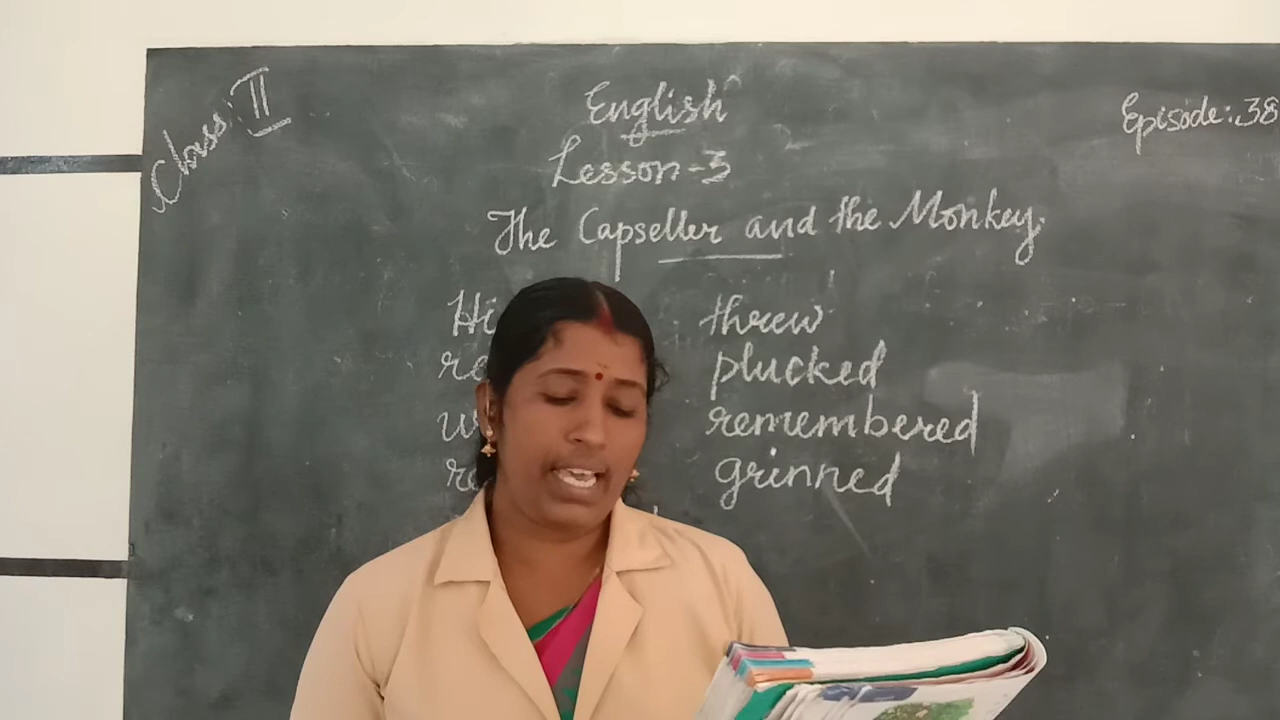 Class II
English
Episode:.38
Lesson-3
The Capseller and the Monkey.
threw
plucked
remembered
grinned